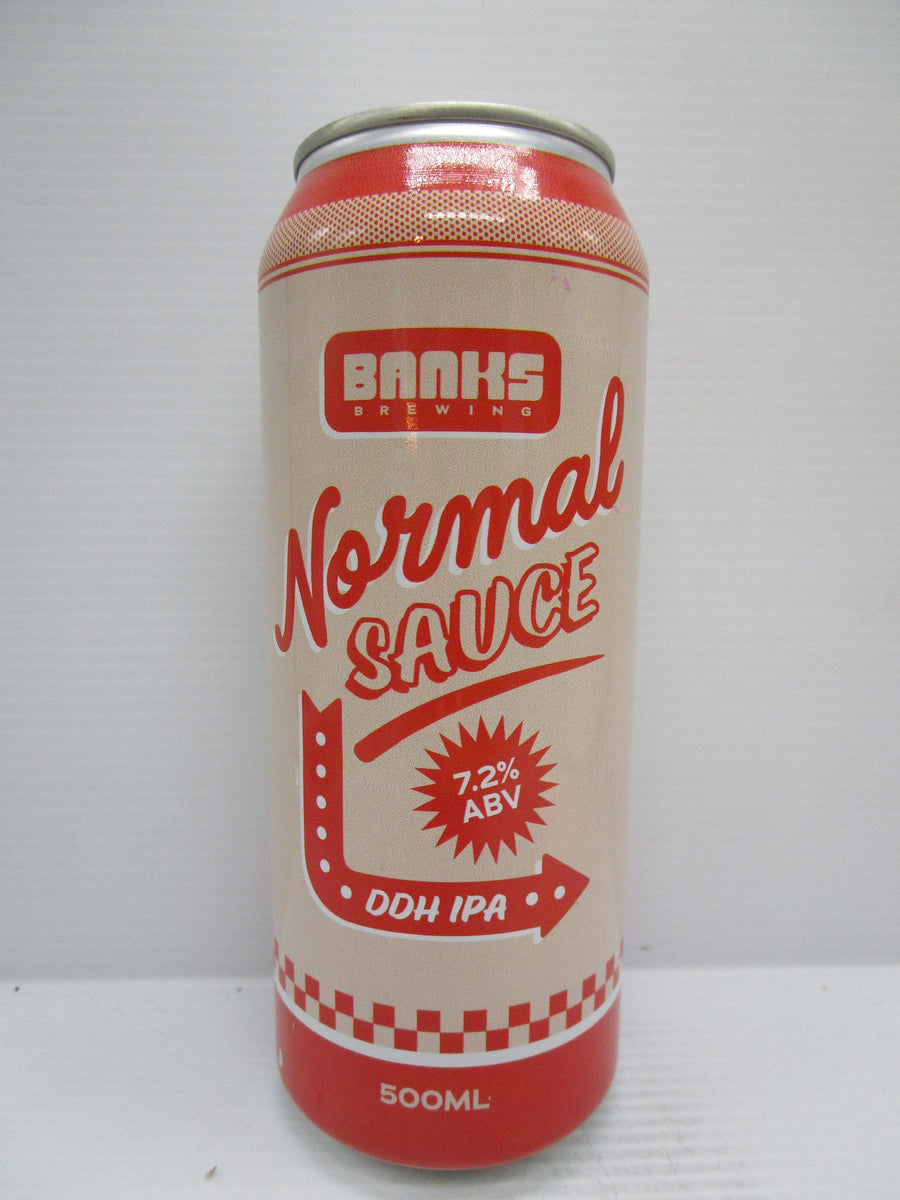 BANKS
BREWING
Normal
SAUCE
7.2%
ABV
DDH IPA
500ML